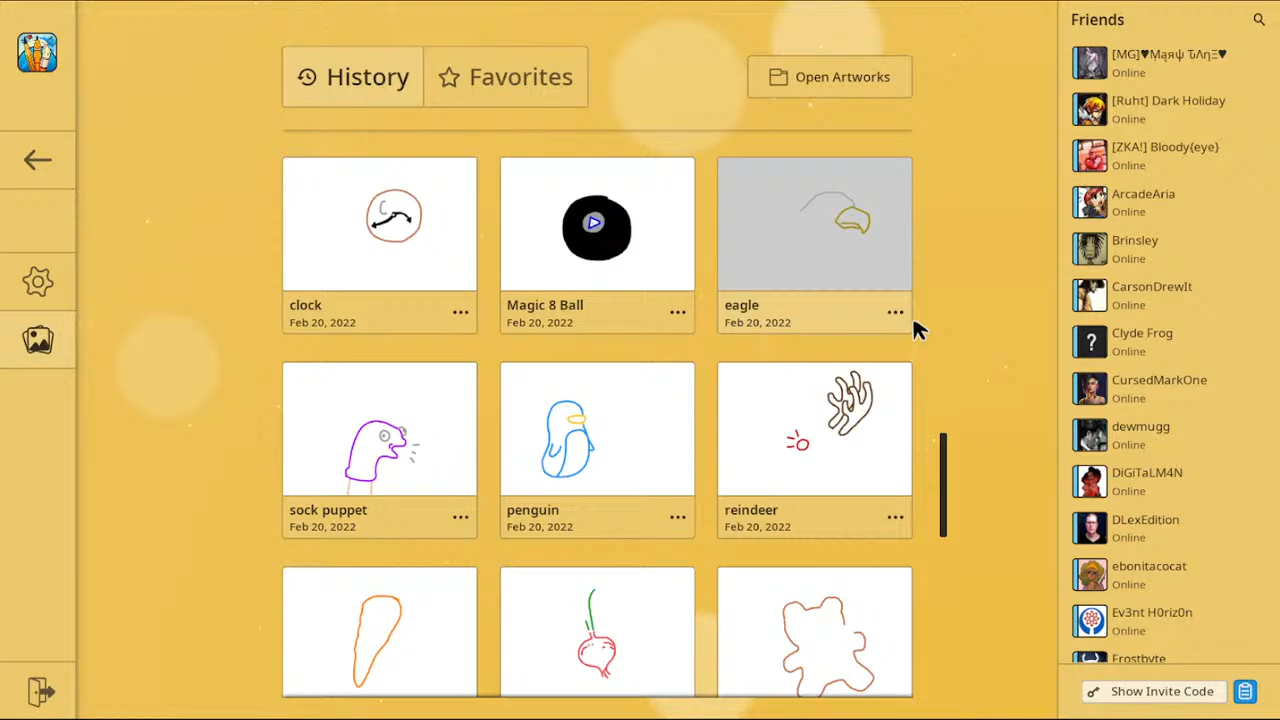 History
Favorites
Open Artworks
clock
Feb 20, 2022
Magic 8 Ball
Feb 20, 2022
eagle
Feb 20, 2022
sock puppet
Feb 20, 2022
penguin
Feb 20, 2022
reindeer
Feb 20, 2022
Friends
Online
[Ruht] Dark Holiday
Online
[ZKA!] Bloody{eye}
Online
ArcadeAria
Online
Brinsley
Online
CarsonDrewIt
Online
Clyde Frog
Online
CursedMarkOne
Online
dewmugg
Online
DiGiTaLM4N
Online
DLexEdition
Online
ebonitacocat
Online
Ev3nt H0riz0n
Online
Frostbyte
Show Invite Code